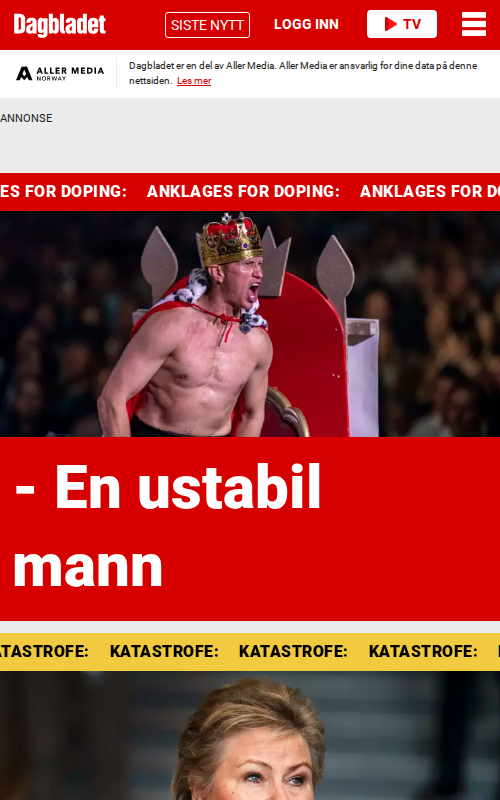 Dagbladet
SISTE NYTT
LOGG INN
TV
ALLER MEDIA
NORWAY
Dagbladet er en del av Aller Media. Aller Media er ansvarlig for dine data på denne
nettsiden. Les mer
ANNONSE
ES FOR DOPING: ANKLAGES FOR DOPING: ANKLAGES FOR DO
- En ustabil
mann
ATASTROFE: KATASTROFE: KATASTROFE: KATASTROFE: